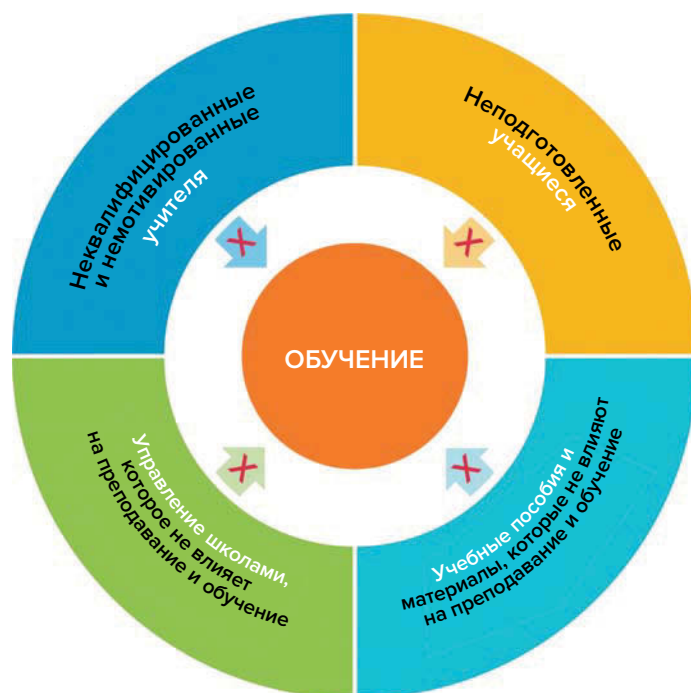 Неквалифицированные
и немотивированные
учителя
Неподготовленные
учащиеся
ОБУЧЕНИЕ
Управление школами,
которое не влияет
на преподавание и обучение
Учебные пособия и
материалы, которые не влияют
на преподавание и обучение